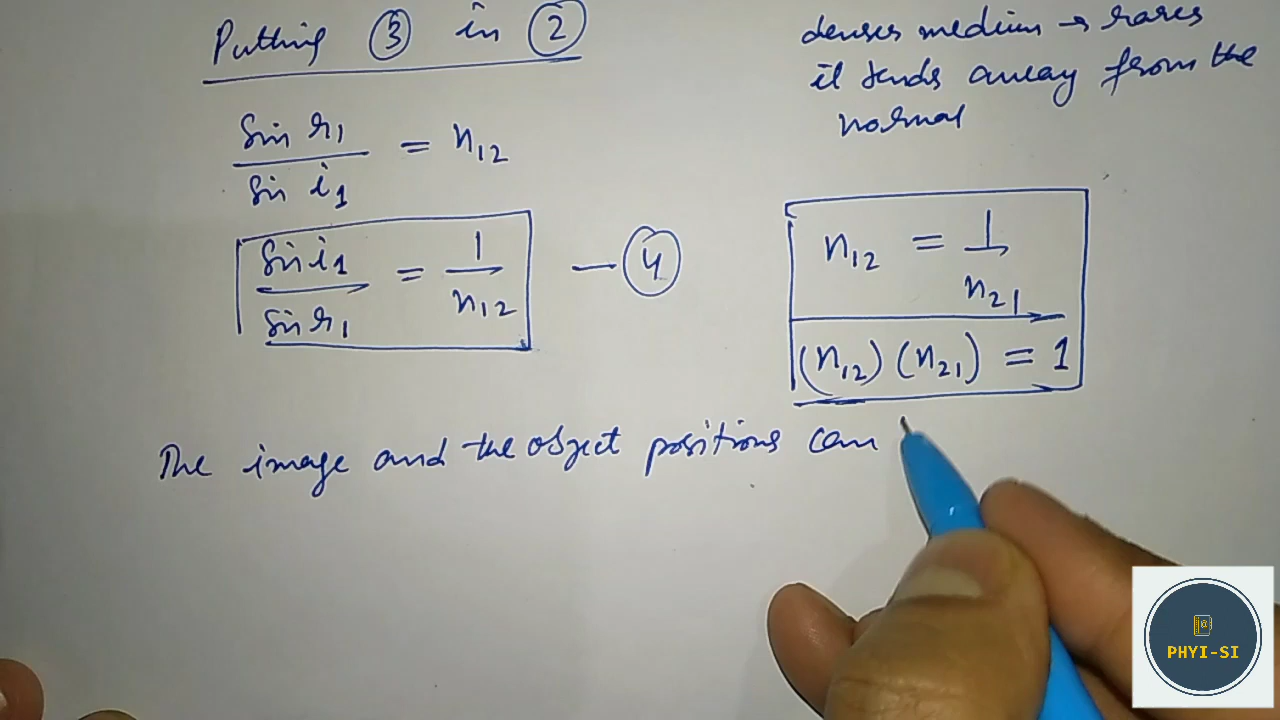 Putting ③ in ②
sin r1 / sin i1 = n12
sin i1 / sin r1 = 1 / n12 — ④
denser medium → rarer
it tends away from the
normal
n12 = 1 / n21
(n12) (n21) = 1
The image and the object positions can
PHYI-SI